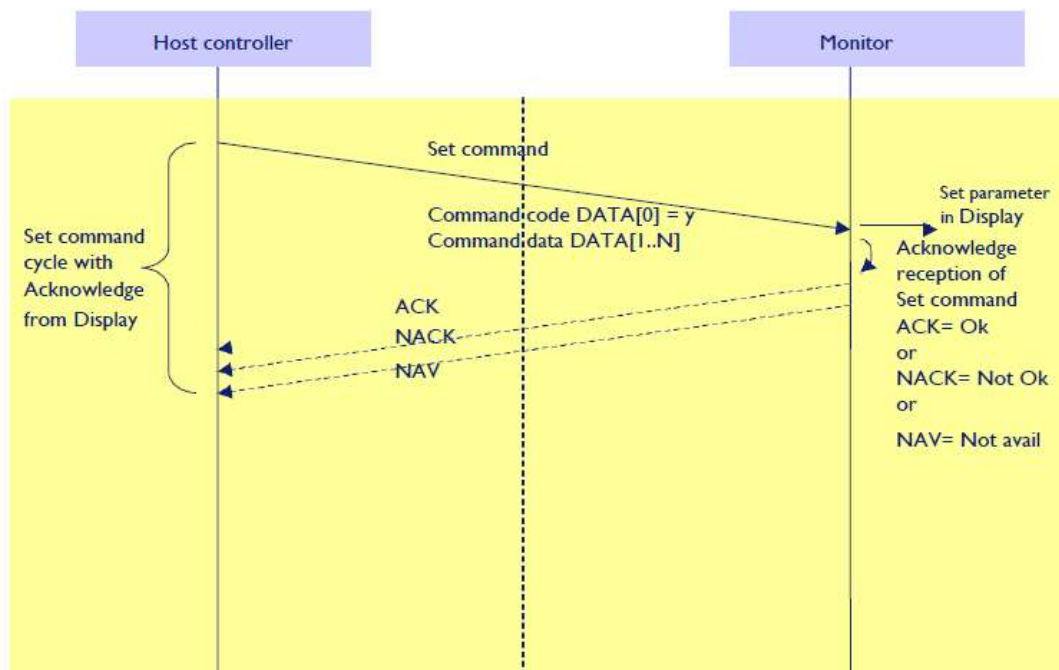 Host controller
Monitor
Set command
Command code DATA[0] = y
Command data DATA[1..N]
Set parameter
in Display
Set command
cycle with
Acknowledge
from Display
Acknowledge
reception of
Set command
ACK= Ok
or
NACK= Not Ok
or
NAV= Not avail
ACK
NACK
NAV